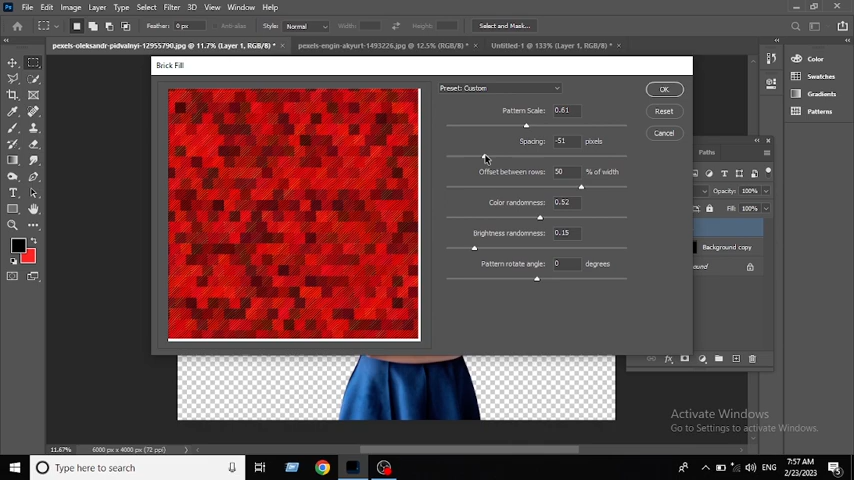 Ps File Edit Image Layer Type Select Filter 3D View Window Help
Feather: 0 px Anti-alias Style: Normal Width: Height: Select and Mask...
pexels-oleksandr-pidvalnyi-12955790.jpg @ 11.7% (Layer 1, RGB/8) * × pexels-engin-akyurt-1493226.jpg @ 12.5% (RGB/8) * × Untitled-1 @ 133% (Layer 1, RGB/8) * ×
Brick Fill
Preset: Custom
OK
Pattern Scale: 0.61
Reset
Spacing: -51 pixels
Cancel
Offset between rows: 50 % of width
Color randomness: 0.52
Brightness randomness: 0.15
Pattern rotate angle: 0 degrees
Color
Swatches
Gradients
Patterns
Paths
Opacity: 100%
Fill: 100%
Background copy
11.67% 6000 px x 4000 px (72 ppi)
Activate Windows
Go to Settings to activate Windows.
Type here to search
ENG
7:57 AM
2/23/2023
5